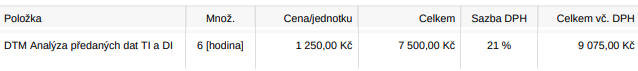 Položka Množ. Cena/jednotku Celkem Sazba DPH Celkem vč. DPH
DTM Analýza předaných dat TI a DI 6 [hodina] 1 250,00 Kč 7 500,00 Kč 21 % 9 075,00 Kč